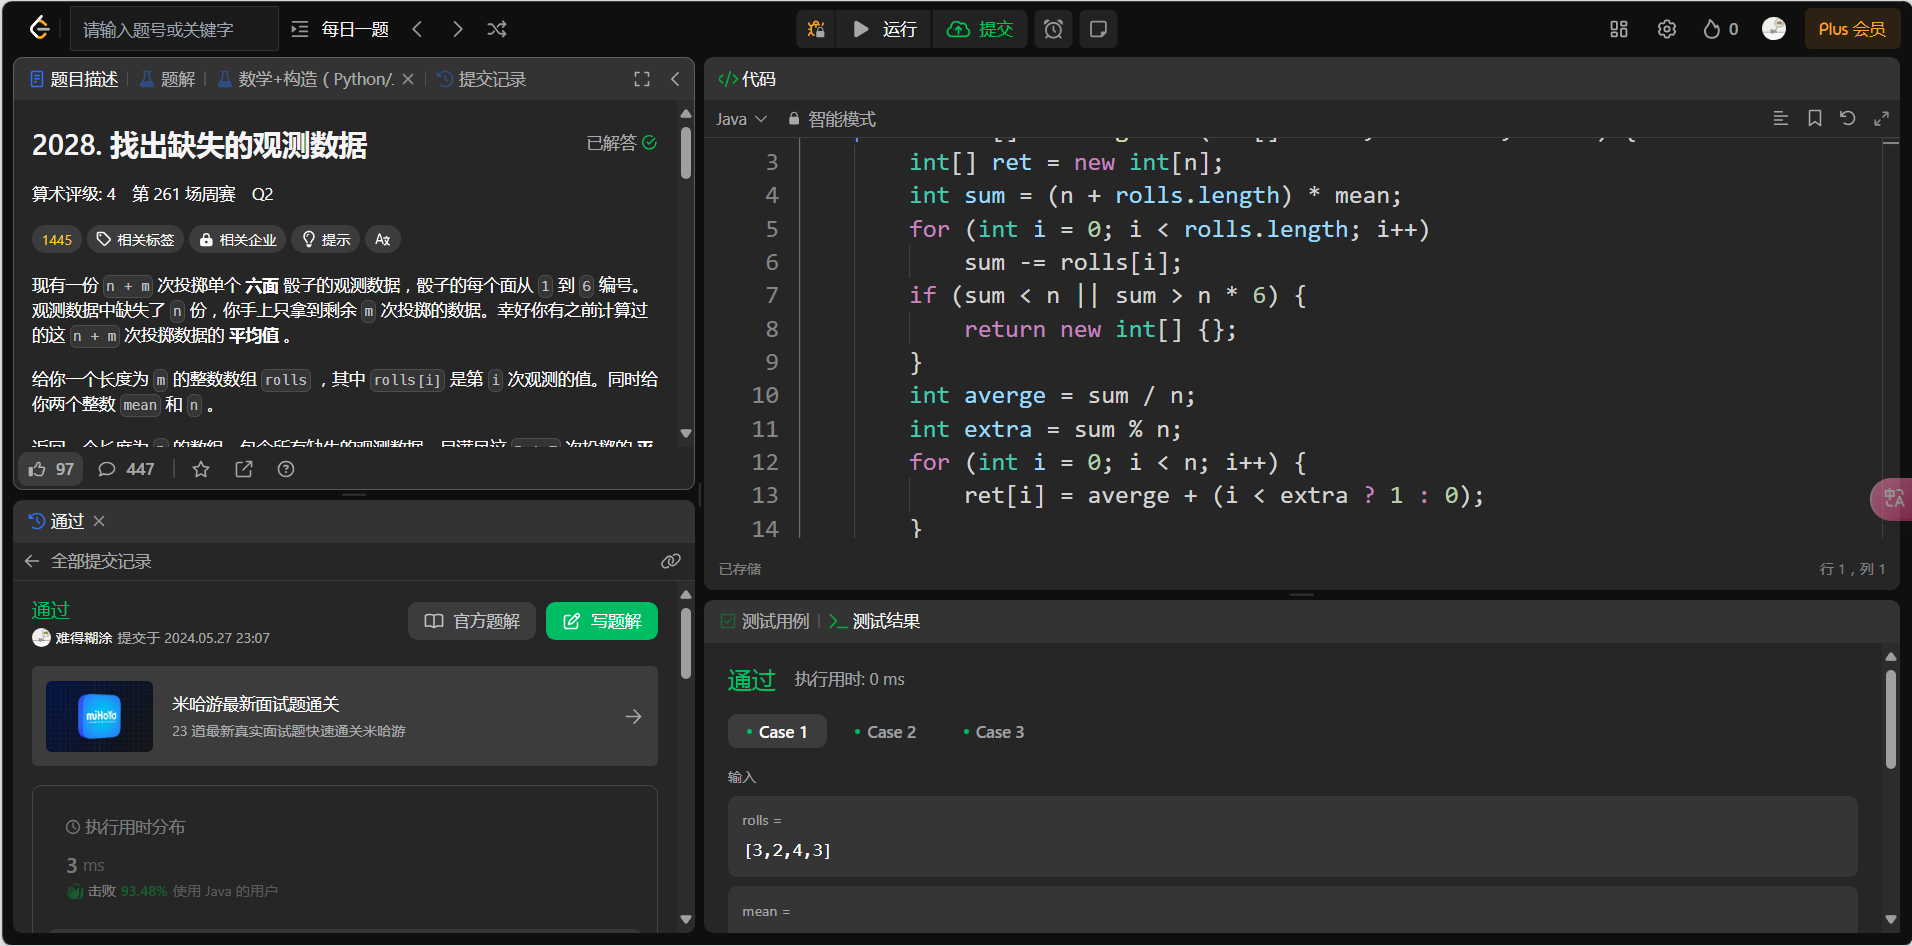 请输入题号或关键字
每日一题
运行
提交
0
Plus 会员
题目描述
题解
数学+构造 ( Python/.
提交记录
2028. 找出缺失的观测数据
已解答
算术评级: 4 第 261 场周赛 Q2
1445
相关标签
相关企业
提示
现有一份 n + m 次投掷单个 六面 骰子的观测数据，骰子的每个面从 1 到 6 编号。
观测数据中缺失了 n 份，你手上只拿到剩余 m 次投掷的数据。幸好你有之前计算过
的这 n + m 次投掷数据的 平均值 。
给你一个长度为 m 的整数数组 rolls ，其中 rolls[i] 是第 i 次观测的值。同时给
你两个整数 mean 和 n 。
97
447
通过
全部提交记录
通过
难得糊涂 提交于 2024.05.27 23:07
官方题解
写题解
miHoYo
米哈游最新面试题通关
23 道最新真实面试题快速通关米哈游
执行用时分布
3 ms
击败 93.48% 使用 Java 的用户
代码
Java
智能模式
3 int[] ret = new int[n];
4 int sum = (n + rolls.length) * mean;
5 for (int i = 0; i < rolls.length; i++)
6 sum -= rolls[i];
7 if (sum < n || sum > n * 6) {
8 return new int[] {};
9 }
10 int averge = sum / n;
11 int extra = sum % n;
12 for (int i = 0; i < n; i++) {
13 ret[i] = averge + (i < extra ? 1 : 0);
14 }
已存储
行 1，列 1
测试用例
测试结果
通过
执行用时: 0 ms
Case 1
Case 2
Case 3
输入
rolls =
[3,2,4,3]
mean =